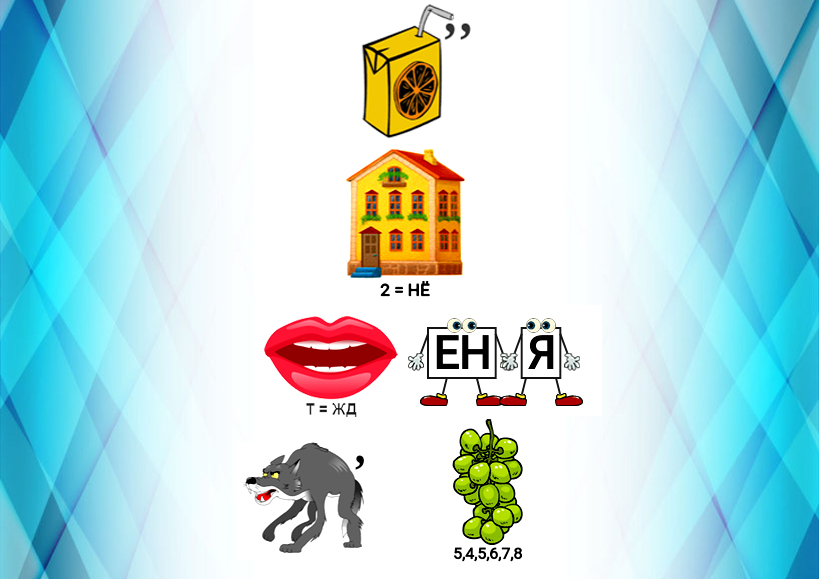 ,,
2 = НЁ
ЕН Я
Т = ЖД
,
5,4,5,6,7,8